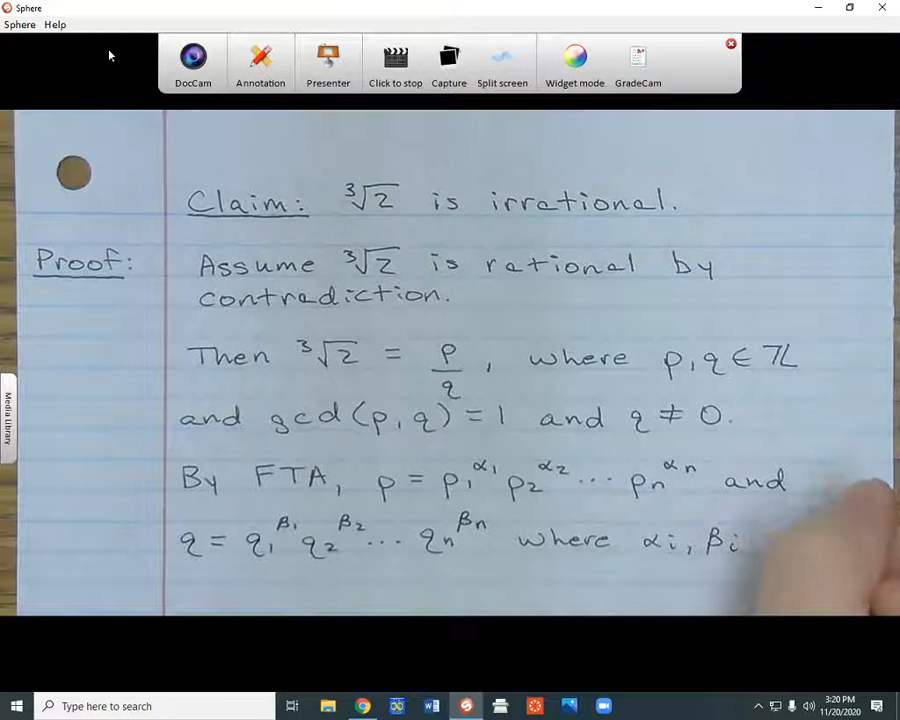 Sphere
Sphere Help
DocCam Annotation Presenter Click to stop Capture Split screen Widget mode GradeCam
Media Library
Claim: ∛2 is irrational.
Proof: Assume ∛2 is rational by
contradiction.
Then ∛2 = p/q, where p,q ∈ ℤ
and gcd(p,q)=1 and q ≠ 0.
By FTA, p = p₁^α₁ p₂^α₂ ... pₙ^αₙ and
q = q₁^β₁ q₂^β₂ ... qₙ^βₙ where αi, βi
Type here to search
3:20 PM
11/20/2020